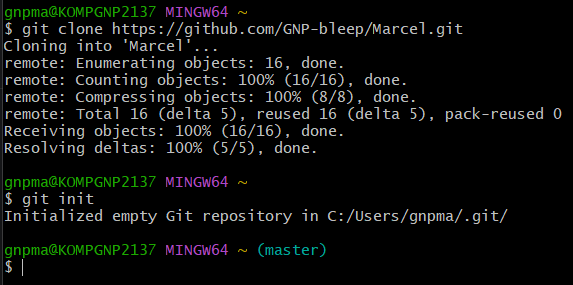 gnpma@KOMPGNP2137 MINGW64 ~
$ git clone https://github.com/GNP-bleep/Marcel.git
Cloning into 'Marcel'...
remote: Enumerating objects: 16, done.
remote: Counting objects: 100% (16/16), done.
remote: Compressing objects: 100% (8/8), done.
remote: Total 16 (delta 5), reused 16 (delta 5), pack-reused 0
Receiving objects: 100% (16/16), done.
Resolving deltas: 100% (5/5), done.
gnpma@KOMPGNP2137 MINGW64 ~
$ git init
Initialized empty Git repository in C:/Users/gnpma/.git/
gnpma@KOMPGNP2137 MINGW64 ~ (master)
$